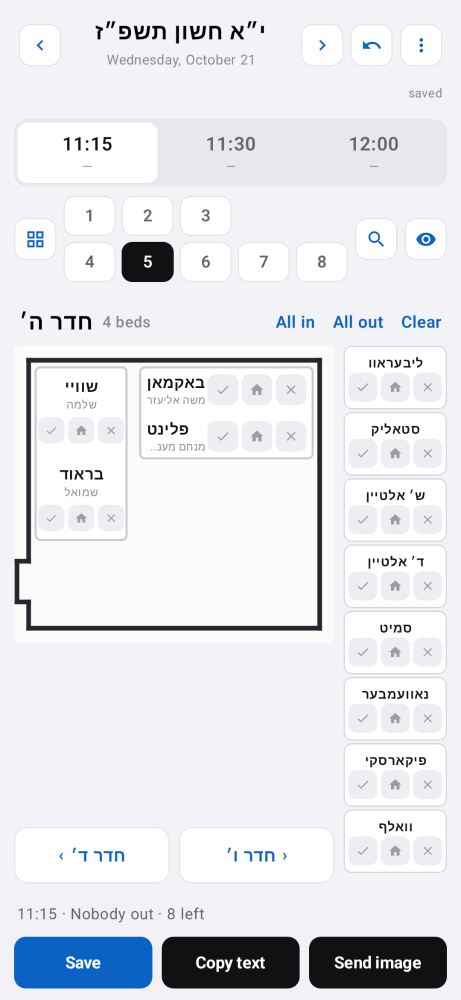 י״א חשון תשפ״ז
Wednesday, October 21
saved
11:15 11:30 12:00
– – –
1 2 3
4 5 6 7 8
חדר ה׳ 4 beds All in All out Clear
שוויי
שלמה
בראוד
שמואל
באקמאן
משה אליעזר
פלינט
מנחם מענ...
ליבעראוו
סטאליק
ש׳ אלטיין
ד׳ אלטיין
סמיט
נאוועמבער
פיקארסקי
וואלף
‹ חדר ד׳
חדר ו׳ ›
11:15 · Nobody out · 8 left
Save Copy text Send image